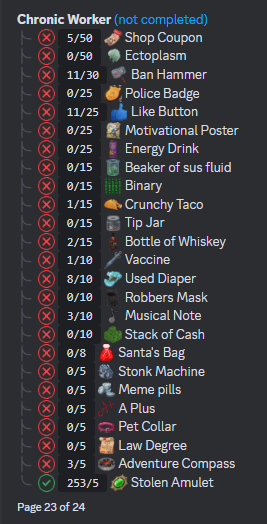 Chronic Worker (not completed)
5/50 Shop Coupon
0/50 Ectoplasm
11/30 Ban Hammer
0/25 Police Badge
11/25 Like Button
0/25 Motivational Poster
0/25 Energy Drink
0/15 Beaker of sus fluid
0/15 Binary
1/15 Crunchy Taco
0/15 Tip Jar
2/15 Bottle of Whiskey
1/10 Vaccine
8/10 Used Diaper
0/10 Robbers Mask
3/10 Musical Note
0/10 Stack of Cash
0/8 Santa's Bag
0/5 Stonk Machine
0/5 Meme pills
0/5 A Plus
0/5 Pet Collar
0/5 Law Degree
3/5 Adventure Compass
253/5 Stolen Amulet
Page 23 of 24